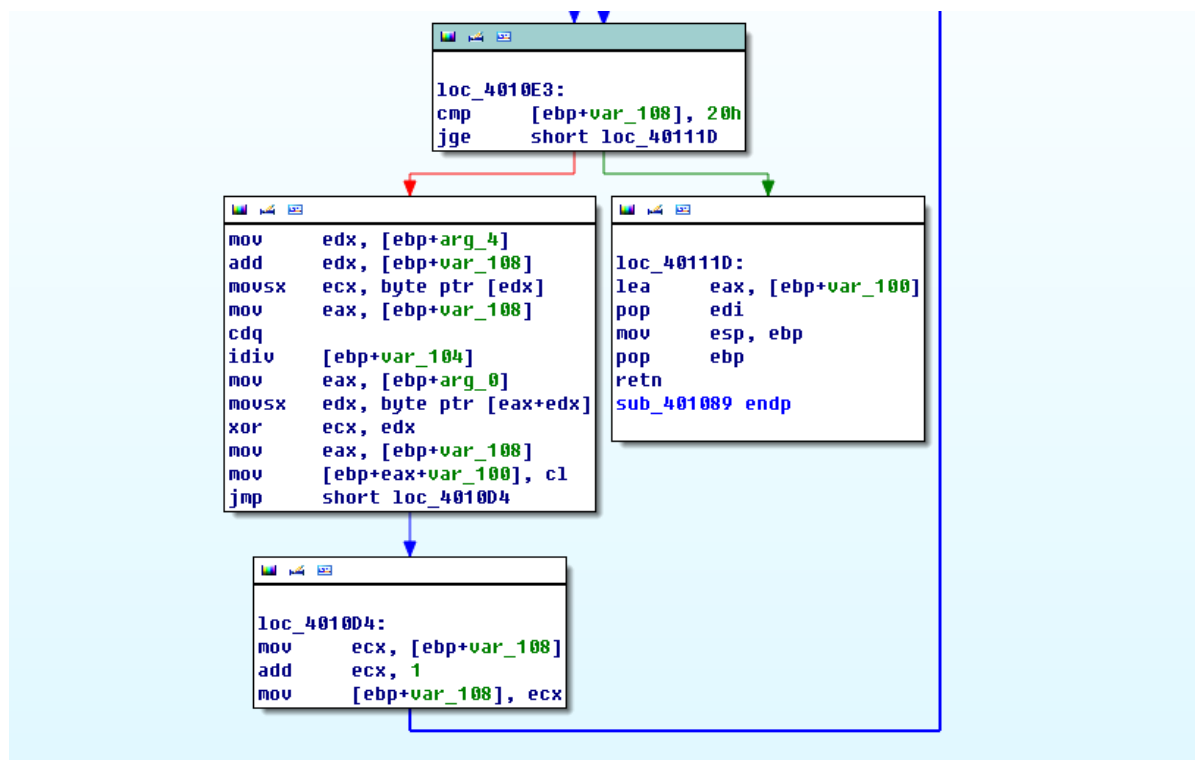 loc_4010E3:
cmp [ebp+var_108], 20h
jge short loc_40111D
mov edx, [ebp+arg_4]
add edx, [ebp+var_108]
movsx ecx, byte ptr [edx]
mov eax, [ebp+var_108]
cdq
idiv [ebp+var_104]
mov eax, [ebp+arg_0]
movsx edx, byte ptr [eax+edx]
xor ecx, edx
mov eax, [ebp+var_108]
mov [ebp+eax+var_100], cl
jmp short loc_4010D4
loc_40111D:
lea eax, [ebp+var_100]
pop edi
mov esp, ebp
pop ebp
retn
sub_401089 endp
loc_4010D4:
mov ecx, [ebp+var_108]
add ecx, 1
mov [ebp+var_108], ecx